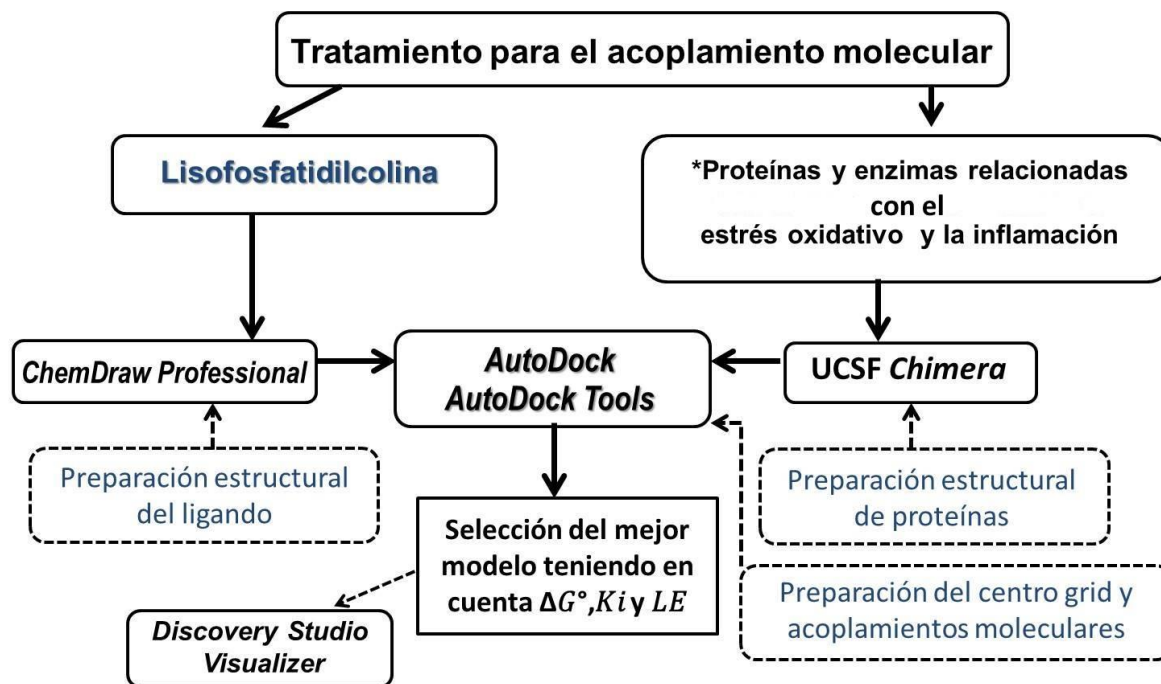 Tratamiento para el acoplamiento molecular
Lisofosfatidilcolina
*Proteínas y enzimas relacionadas
con el
estrés oxidativo y la inflamación
ChemDraw Professional
AutoDock
AutoDock Tools
UCSF Chimera
Preparación estructural
del ligando
Selección del mejor
modelo teniendo en
cuenta ΔG°,Ki y LE
Preparación estructural
de proteínas
Preparación del centro grid y
acoplamientos moleculares
Discovery Studio
Visualizer